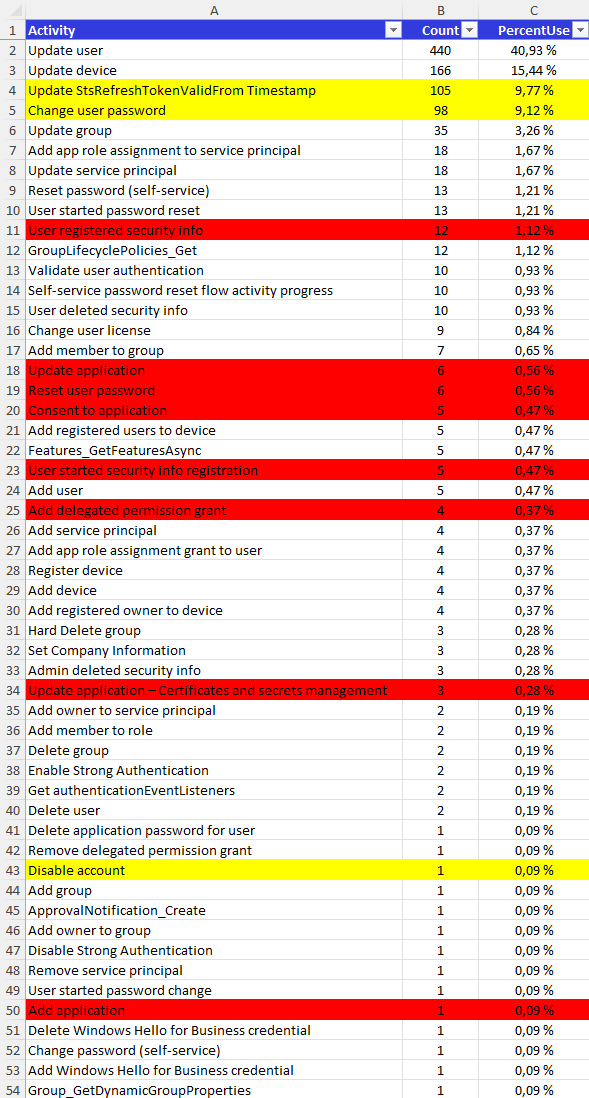 A B C
1 Activity Count PercentUse
2 Update user 440 40,93 %
3 Update device 166 15,44 %
4 Update StsRefreshTokenValidFrom Timestamp 105 9,77 %
5 Change user password 98 9,12 %
6 Update group 35 3,26 %
7 Add app role assignment to service principal 18 1,67 %
8 Update service principal 18 1,67 %
9 Reset password (self-service) 13 1,21 %
10 User started password reset 13 1,21 %
11 User registered security info 12 1,12 %
12 GroupLifecyclePolicies_Get 12 1,12 %
13 Validate user authentication 10 0,93 %
14 Self-service password reset flow activity progress 10 0,93 %
15 User deleted security info 10 0,93 %
16 Change user license 9 0,84 %
17 Add member to group 7 0,65 %
18 Update application 6 0,56 %
19 Reset user password 6 0,56 %
20 Consent to application 5 0,47 %
21 Add registered users to device 5 0,47 %
22 Features_GetFeaturesAsync 5 0,47 %
23 User started security info registration 5 0,47 %
24 Add user 5 0,47 %
25 Add delegated permission grant 4 0,37 %
26 Add service principal 4 0,37 %
27 Add app role assignment grant to user 4 0,37 %
28 Register device 4 0,37 %
29 Add device 4 0,37 %
30 Add registered owner to device 4 0,37 %
31 Hard Delete group 3 0,28 %
32 Set Company Information 3 0,28 %
33 Admin deleted security info 3 0,28 %
34 Update application – Certificates and secrets management 3 0,28 %
35 Add owner to service principal 2 0,19 %
36 Add member to role 2 0,19 %
37 Delete group 2 0,19 %
38 Enable Strong Authentication 2 0,19 %
39 Get authenticationEventListeners 2 0,19 %
40 Delete user 2 0,19 %
41 Delete application password for user 1 0,09 %
42 Remove delegated permission grant 1 0,09 %
43 Disable account 1 0,09 %
44 Add group 1 0,09 %
45 ApprovalNotification_Create 1 0,09 %
46 Add owner to group 1 0,09 %
47 Disable Strong Authentication 1 0,09 %
48 Remove service principal 1 0,09 %
49 User started password change 1 0,09 %
50 Add application 1 0,09 %
51 Delete Windows Hello for Business credential 1 0,09 %
52 Change password (self-service) 1 0,09 %
53 Add Windows Hello for Business credential 1 0,09 %
54 Group_GetDynamicGroupProperties 1 0,09 %